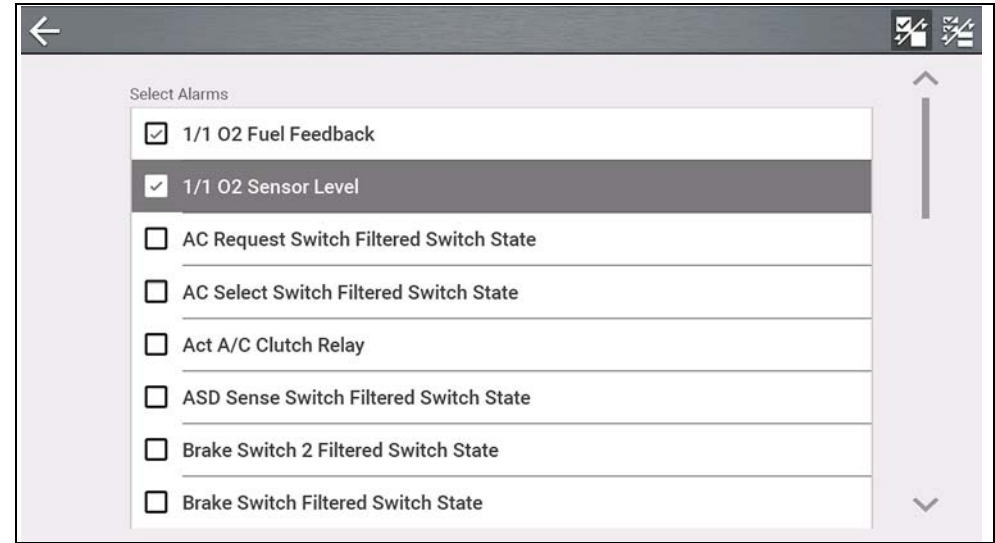 Select Alarms
1/1 O2 Fuel Feedback
1/1 O2 Sensor Level
AC Request Switch Filtered Switch State
AC Select Switch Filtered Switch State
Act A/C Clutch Relay
ASD Sense Switch Filtered Switch State
Brake Switch 2 Filtered Switch State
Brake Switch Filtered Switch State